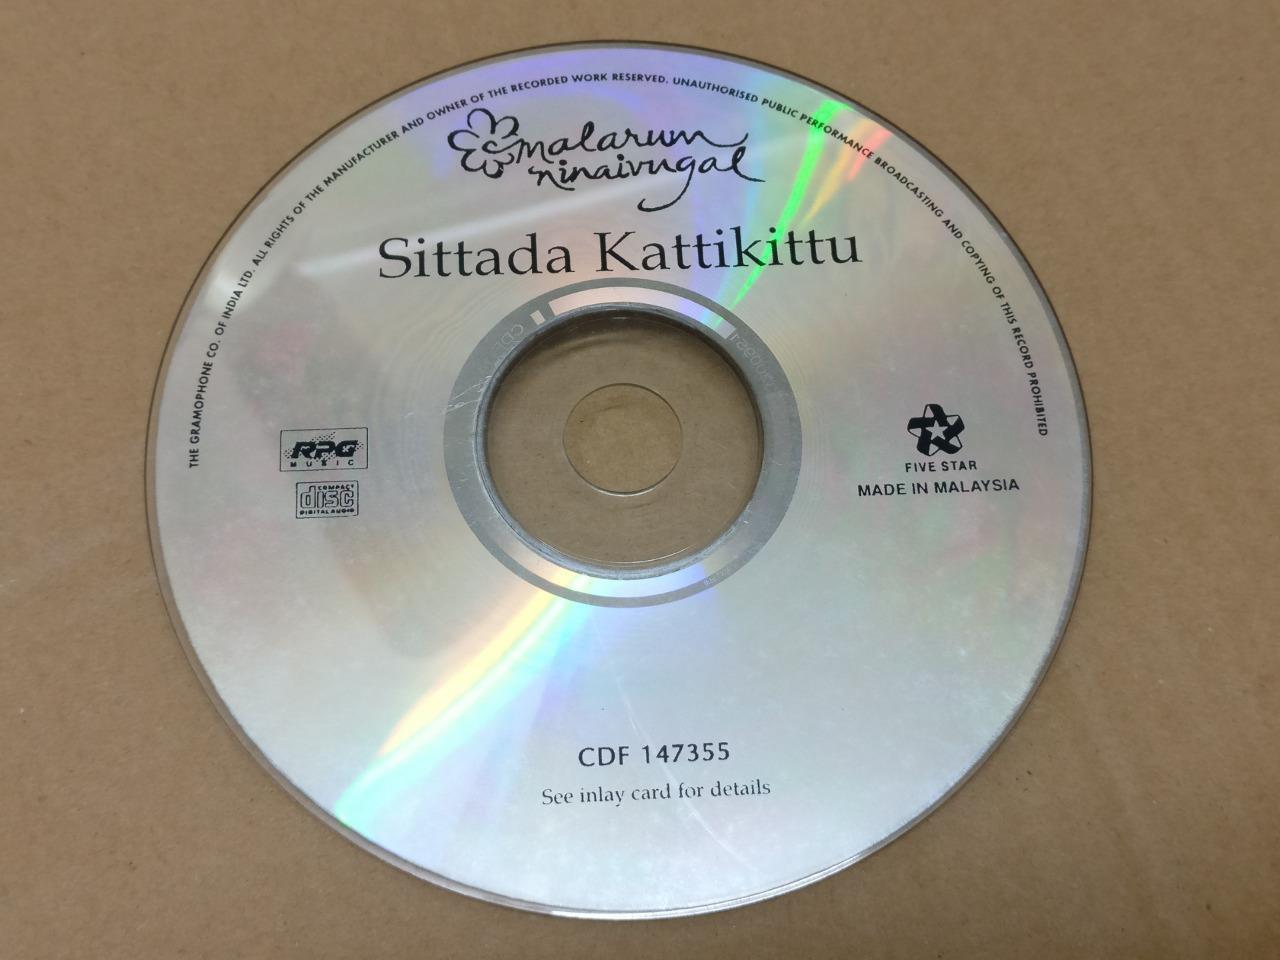 THE GRAMOPHONE CO. OF INDIA LTD. ALL RIGHTS OF THE MANUFACTURER AND OWNER OF THE RECORDED WORK RESERVED. UNAUTHORISED PUBLIC PERFORMANCE BROADCASTING AND COPYING OF THIS RECORD PROHIBITED
malarum
ninaivugal
Sittada Kattikittu
RPG
MUSIC
COMPACT
disc
DIGITAL AUDIO
FIVE STAR
MADE IN MALAYSIA
CDF 147355
See inlay card for details